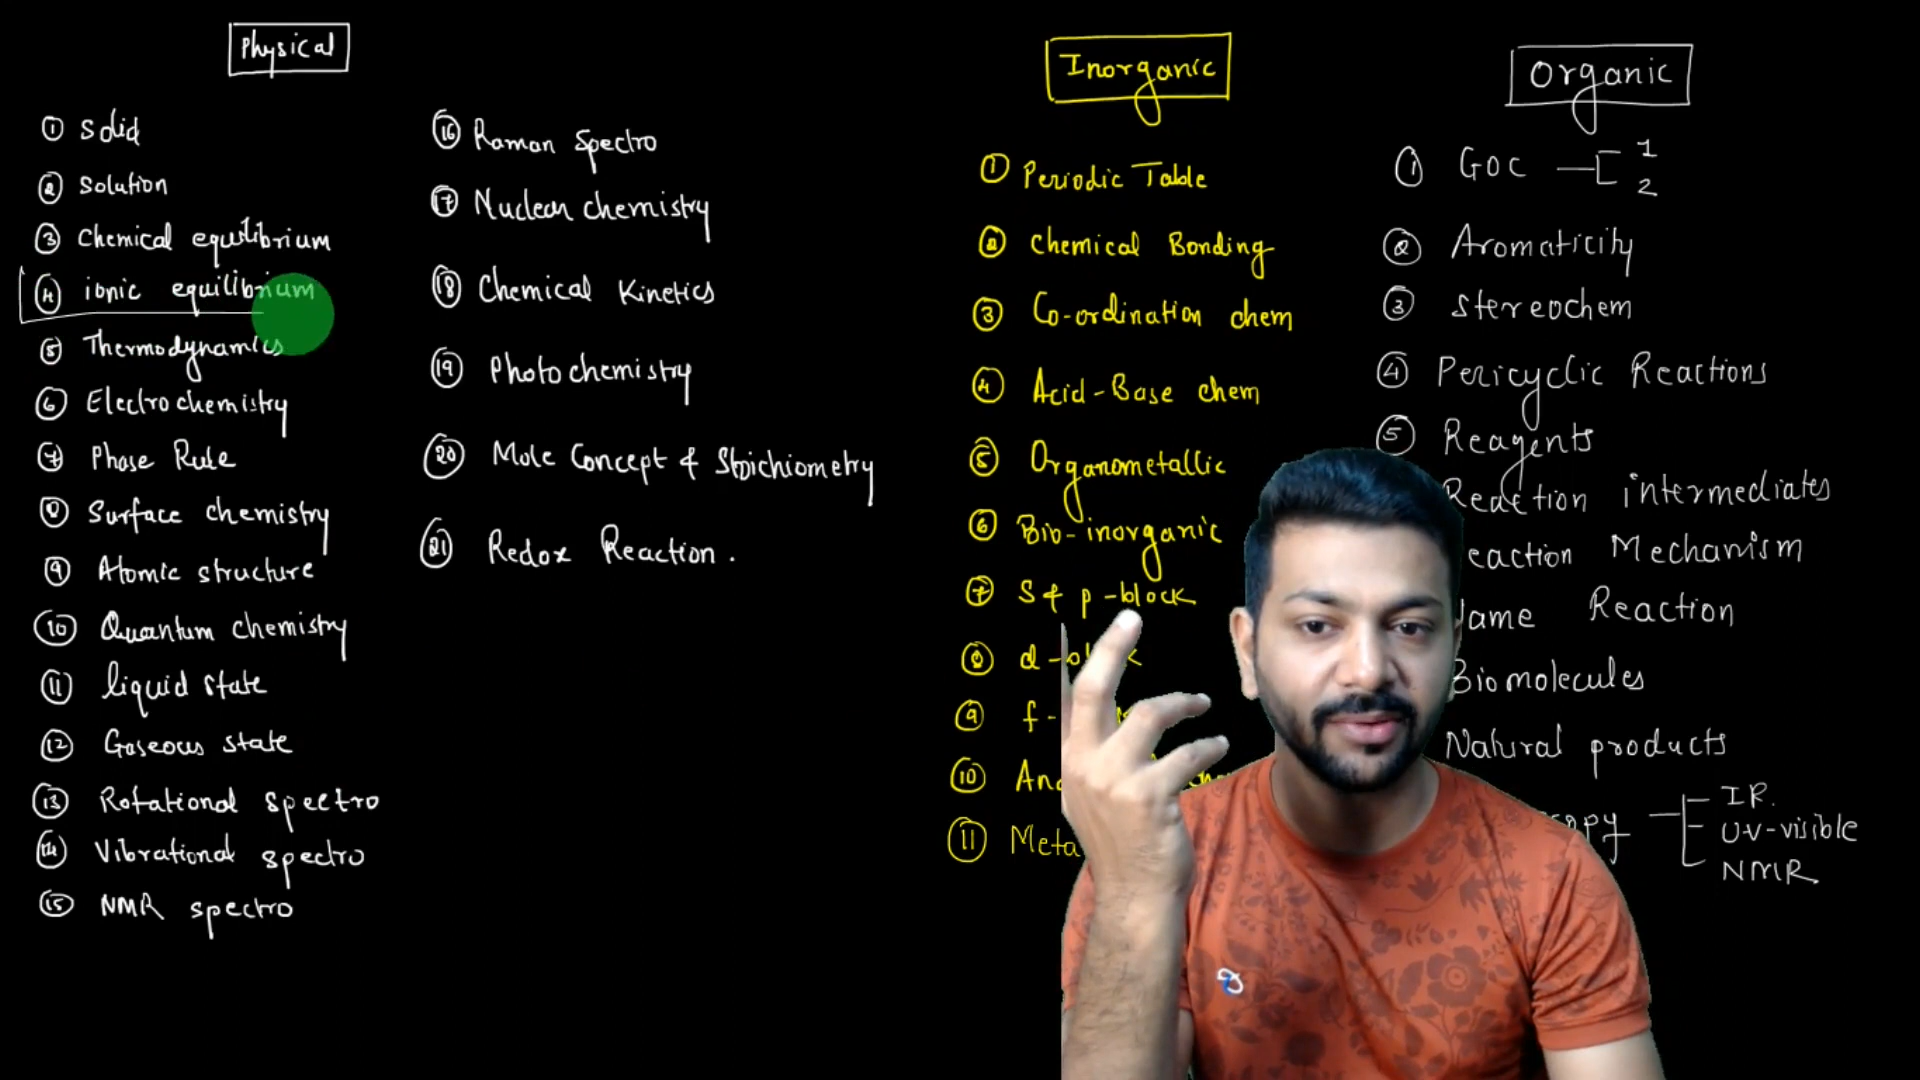 Physical
① Solid
② Solution
③ Chemical equilibrium
④ ionic equilibrium
⑤ Thermodynamics
⑥ Electrochemistry
⑦ Phase Rule
⑧ Surface chemistry
⑨ Atomic structure
⑩ Quantum chemistry
⑪ liquid state
⑫ Gaseous state
⑬ Rotational spectro
⑭ Vibrational spectro
⑮ NMR spectro
⑯ Raman Spectro
⑰ Nuclear chemistry
⑱ Chemical Kinetics
⑲ Photochemistry
⑳ Mole Concept & Stoichiometry
㉑ Redox Reaction.
Inorganic
① Periodic Table
② Chemical Bonding
③ Co-ordination chem
④ Acid-Base chem
⑤ Organometallic
⑥ Bio-inorganic
⑦ S & p-block
⑧ d-
⑨ f-
⑩
⑪
Organic
① GOC 1
2
② Aromaticity
③ Stereochem
④ Pericyclic Reactions
⑤ Reagents
Reaction intermediates
Mechanism
Reaction
Biomolecules
Natural products
IR.
UV-visible
NMR.